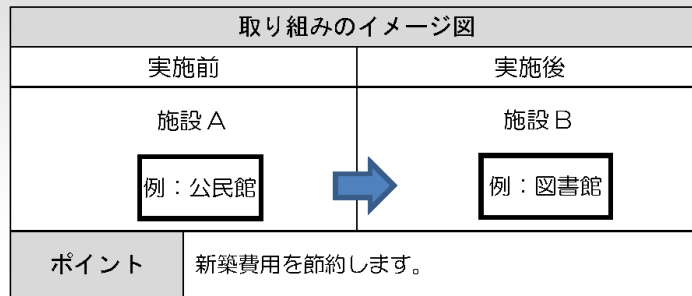 取り組みのイメージ図
実施前
実施後
施設A
施設B
例：公民館
例：図書館
ポイント
新築費用を節約します。